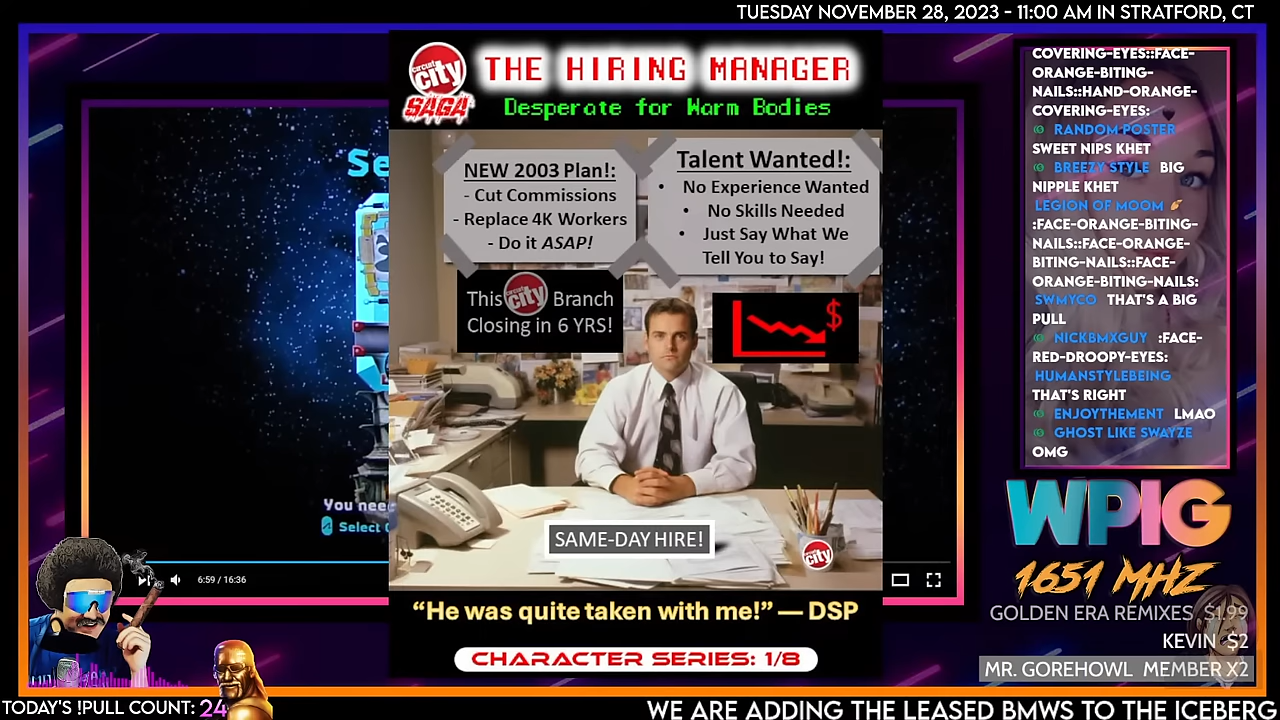 TUESDAY NOVEMBER 28, 2023 - 11:00 AM IN STRATFORD, CT
circuit
city
SAGA
THE HIRING MANAGER
Desperate for Warm Bodies
NEW 2003 Plan!:
- Cut Commissions
- Replace 4K Workers
- Do it ASAP!
Talent Wanted!:
• No Experience Wanted
• No Skills Needed
• Just Say What We
Tell You to Say!
This city Branch
Closing in 6 YRS!
$
SAME-DAY HIRE!
city
"He was quite taken with me!" — DSP
CHARACTER SERIES: 1/8
Se
You nee
Select
6:59 / 16:36
COVERING-EYES::FACE-
ORANGE-BITING-
NAILS::HAND-ORANGE-
COVERING-EYES:
RANDOM POSTER
SWEET NIPS KHET
BREEZY STYLE BIG
NIPPLE KHET
LEGION OF MOOM
:FACE-ORANGE-BITING-
NAILS::FACE-ORANGE-
BITING-NAILS::FACE-
ORANGE-BITING-NAILS:
SWMYCO THAT'S A BIG
PULL
NICKBMXGUY :FACE-
RED-DROOPY-EYES:
HUMANSTYLEBEING
THAT'S RIGHT
ENJOYTHEMENT LMAO
GHOST LIKE SWAYZE
OMG
WPIG
1651 MHZ
GOLDEN ERA REMIXES $1.99
KEVIN $2
MR. GOREHOWL MEMBER X2
TODAY'S !PULL COUNT: 24
WE ARE ADDING THE LEASED BMWS TO THE ICEBERG